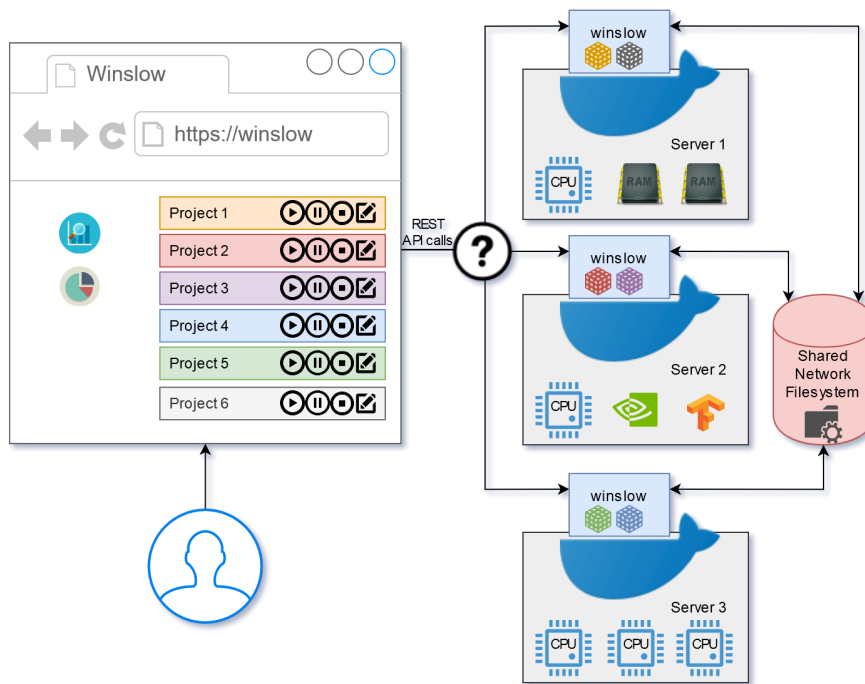 Winslow
https://winslow
Project 1
Project 2
Project 3
Project 4
Project 5
Project 6
REST
API calls
?
winslow
Server 1
CPU
RAM
RAM
winslow
Server 2
CPU
winslow
Server 3
CPU
CPU
CPU
Shared
Network
Filesystem